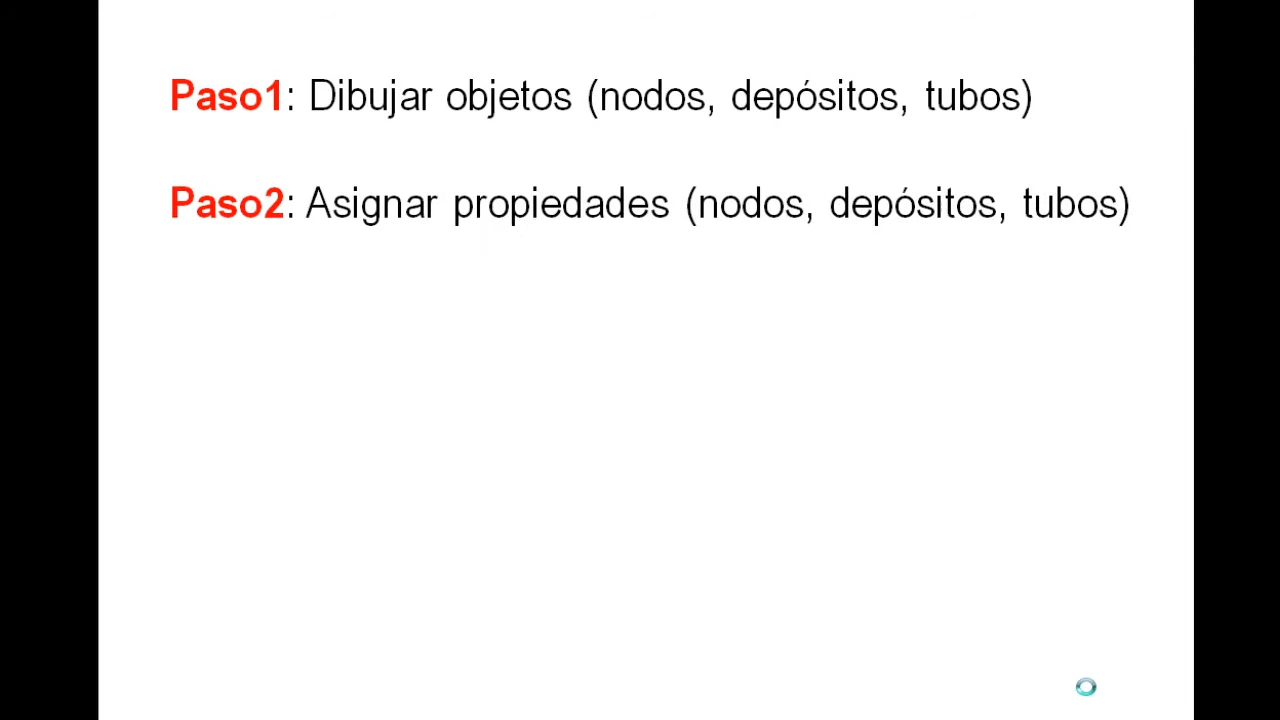 Paso1: Dibujar objetos (nodos, depósitos, tubos)
Paso2: Asignar propiedades (nodos, depósitos, tubos)